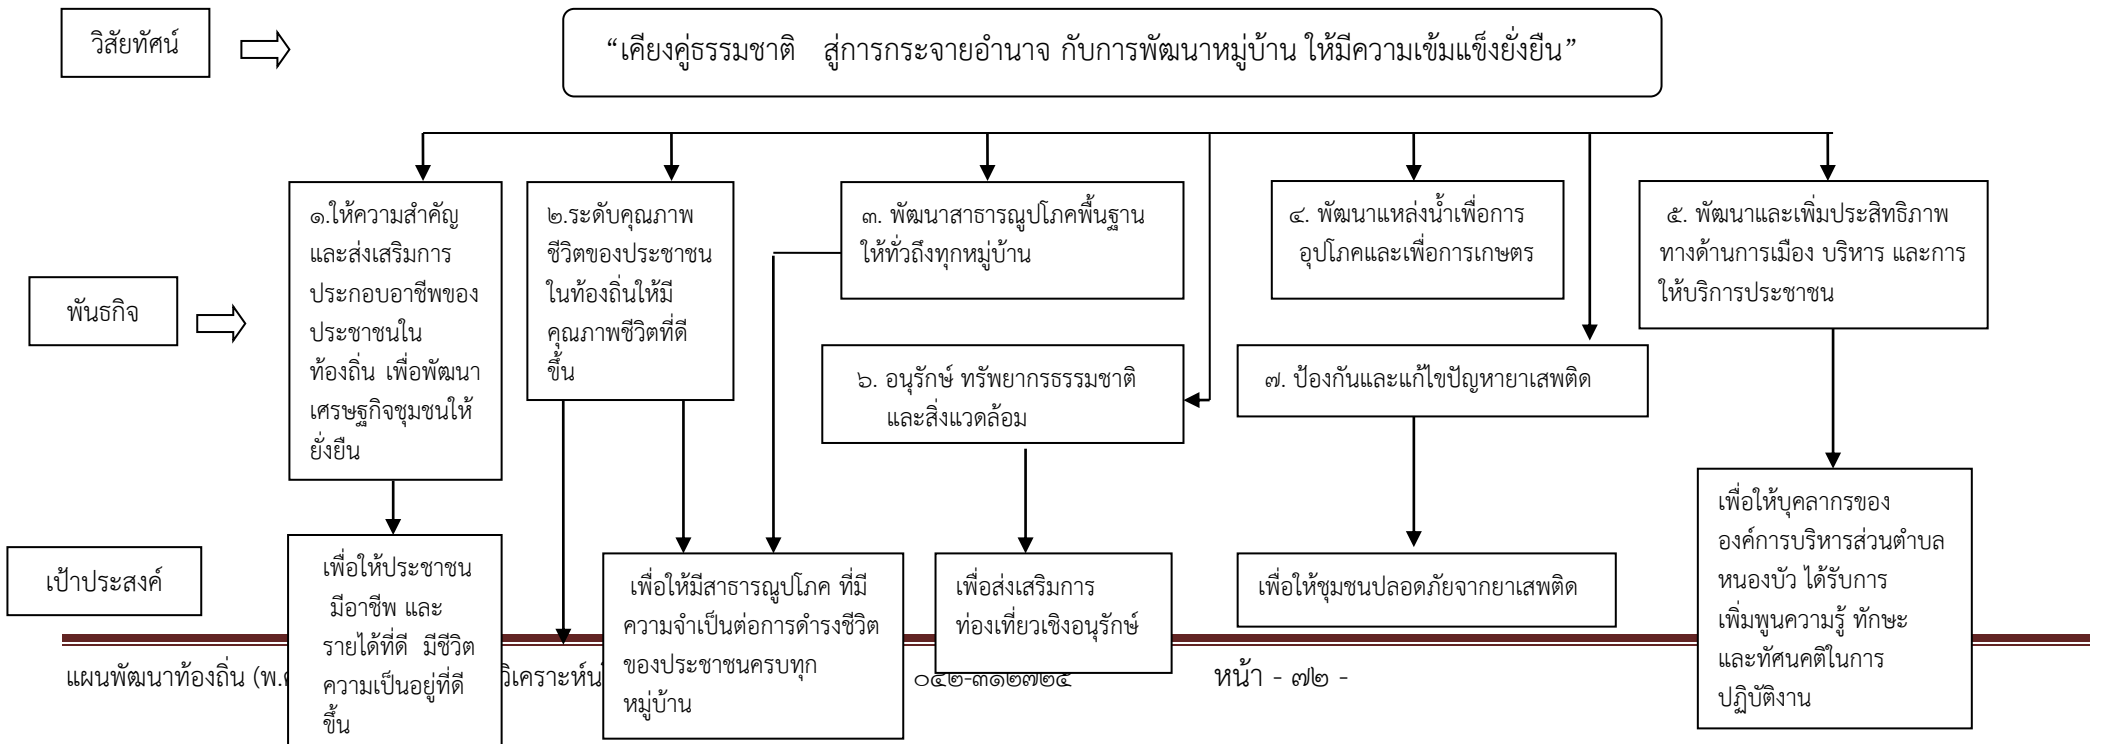 วิสัยทัศน์
“เคียงคู่ธรรมชาติ สู่การกระจายอำนาจ กับการพัฒนาหมู่บ้าน ให้มีความเข้มแข็งยั่งยืน”
พันธกิจ
๑.ให้ความสำคัญ
และส่งเสริมการ
ประกอบอาชีพของ
ประชาชนใน
ท้องถิ่น เพื่อพัฒนา
เศรษฐกิจชุมชนให้
ยั่งยืน
๒.ระดับคุณภาพ
ชีวิตของประชาชน
ในท้องถิ่นให้มี
คุณภาพชีวิตที่ดี
ขึ้น
๓. พัฒนาสาธารณูปโภคพื้นฐาน
ให้ทั่วถึงทุกหมู่บ้าน
๔. พัฒนาแหล่งน้ำเพื่อการ
อุปโภคและเพื่อการเกษตร
๕. พัฒนาและเพิ่มประสิทธิภาพ
ทางด้านการเมือง บริหาร และการ
ให้บริการประชาชน
๖. อนุรักษ์ ทรัพยากรธรรมชาติ
และสิ่งแวดล้อม
๗. ป้องกันและแก้ไขปัญหายาเสพติด
เป้าประสงค์
เพื่อให้ประชาชน
มีอาชีพ และ
รายได้ที่ดี มีชีวิต
ความเป็นอยู่ที่ดี
ขึ้น
เพื่อให้มีสาธารณูปโภค ที่มี
ความจำเป็นต่อการดำรงชีวิต
ของประชาชนครบทุก
หมู่บ้าน
เพื่อส่งเสริมการ
ท่องเที่ยวเชิงอนุรักษ์
เพื่อให้ชุมชนปลอดภัยจากยาเสพติด
เพื่อให้บุคลากรของ
องค์การบริหารส่วนตำบล
หนองบัว ได้รับการ
เพิ่มพูนความรู้ ทักษะ
และทัศนคติในการ
ปฏิบัติงาน
แผนพัฒนาท้องถิ่น (พ. วิเคราะห์น ๐๔๒-๓๑๒๗๒๕ หน้า - ๗๒ -